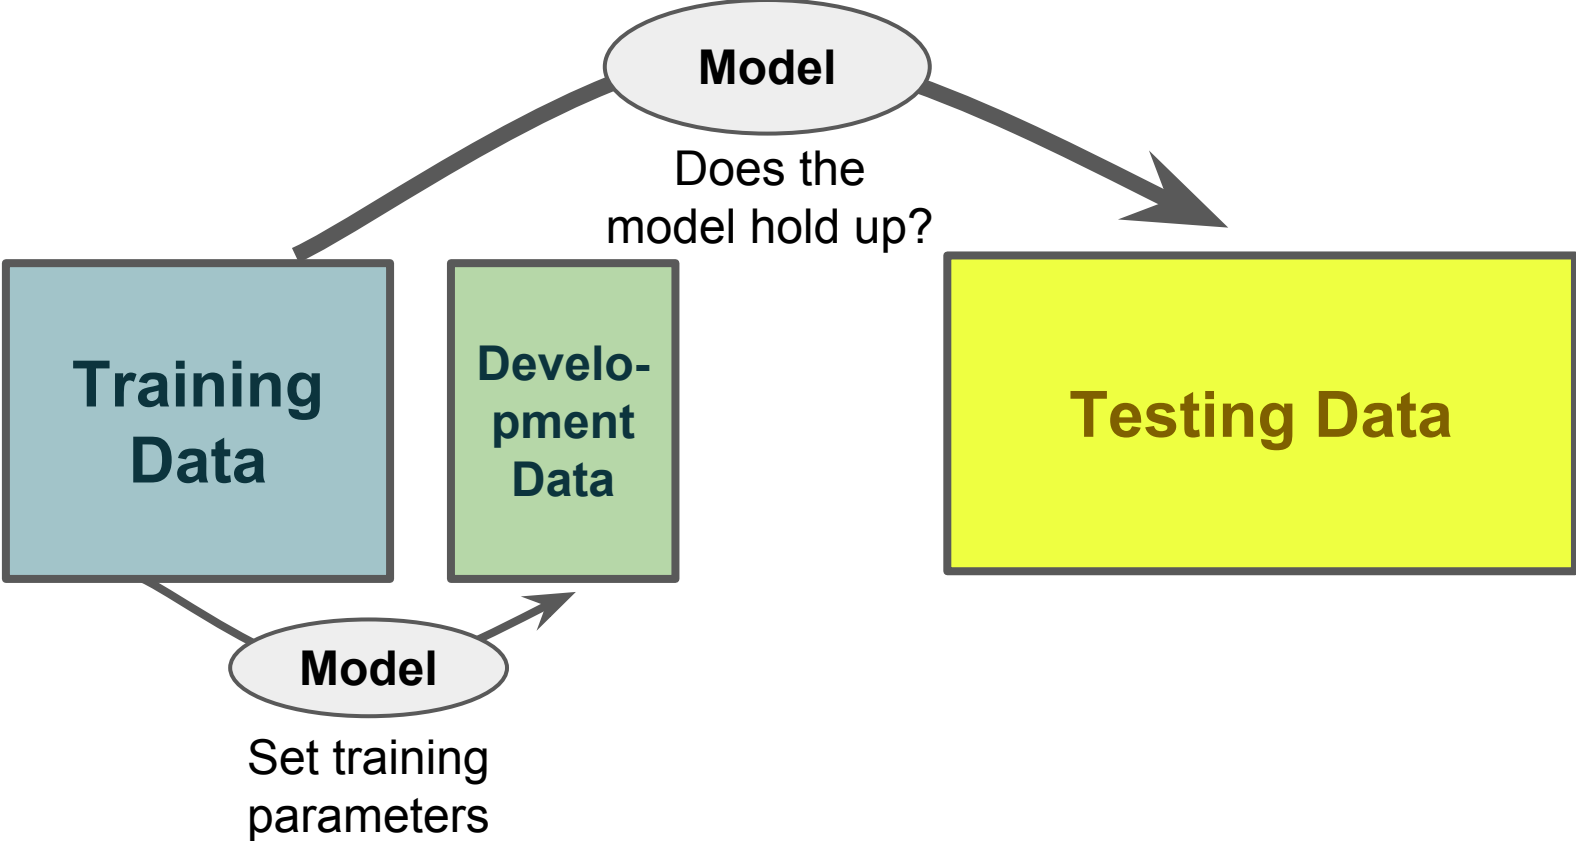 Model
Does the
model hold up?
Training
Data
Develo-
pment
Data
Testing Data
Model
Set training
parameters